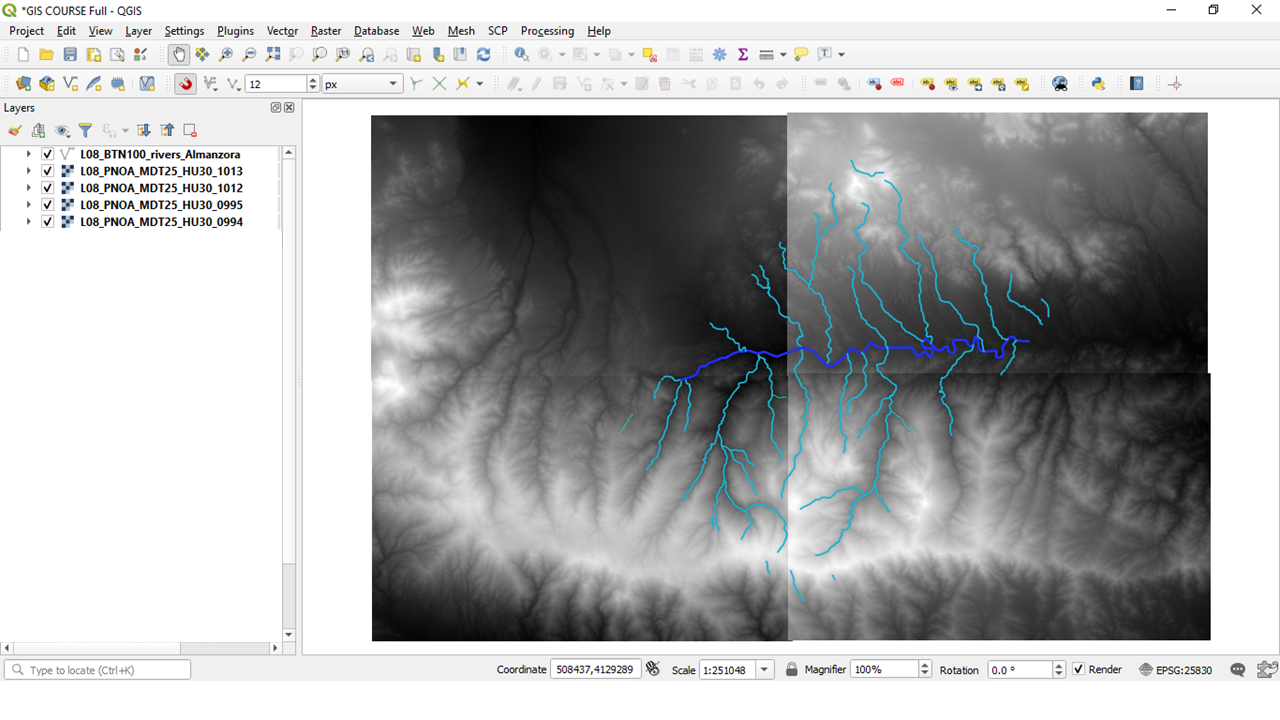 *GIS COURSE Full - QGIS
Project Edit View Layer Settings Plugins Vector Raster Database Web Mesh SCP Processing Help
12 px
Layers
L08_BTN100_rivers_Almanzora
L08_PNOA_MDT25_HU30_1013
L08_PNOA_MDT25_HU30_1012
L08_PNOA_MDT25_HU30_0995
L08_PNOA_MDT25_HU30_0994
Type to locate (Ctrl+K) Coordinate 508437,4129289 Scale 1:251048 Magnifier 100% Rotation 0.0 ° Render EPSG:25830